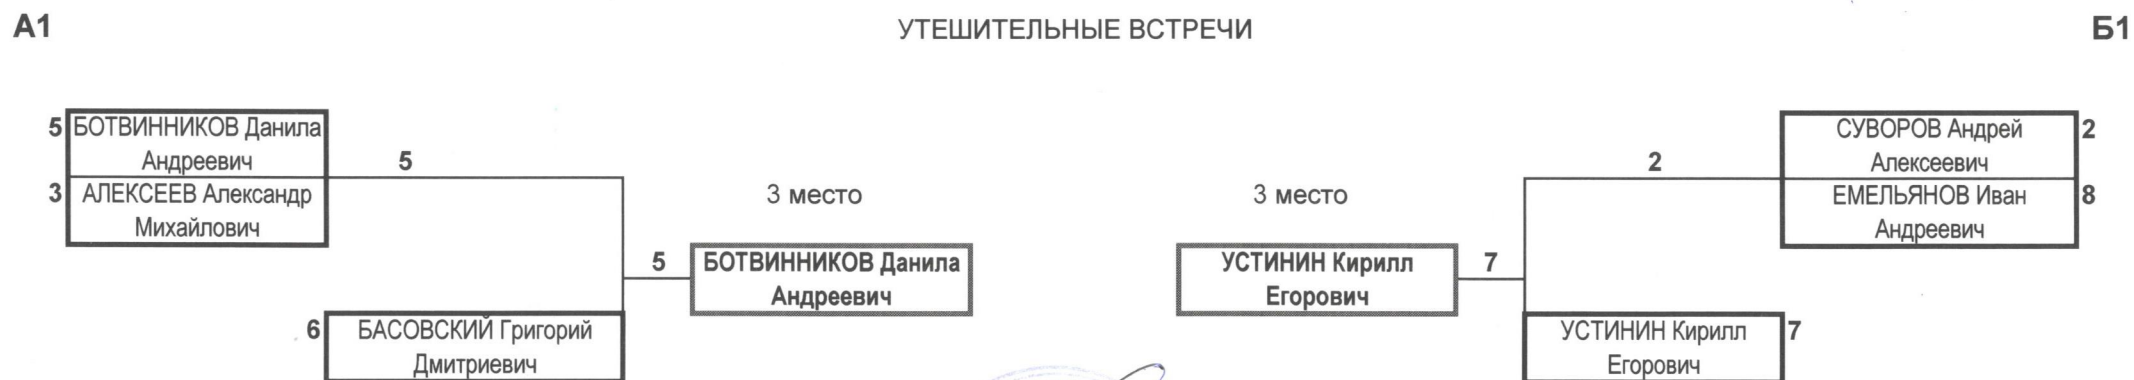 А1
УТЕШИТЕЛЬНЫЕ ВСТРЕЧИ
Б1
5
БОТВИННИКОВ Данила
Андреевич
3
АЛЕКСЕЕВ Александр
Михайлович
5
6
БАСОВСКИЙ Григорий
Дмитриевич
3 место
5
БОТВИННИКОВ Данила
Андреевич
3 место
УСТИНИН Кирилл
Егорович
7
2
СУВОРОВ Андрей
Алексеевич
2
ЕМЕЛЬЯНОВ Иван
Андреевич
8
УСТИНИН Кирилл
Егорович
7